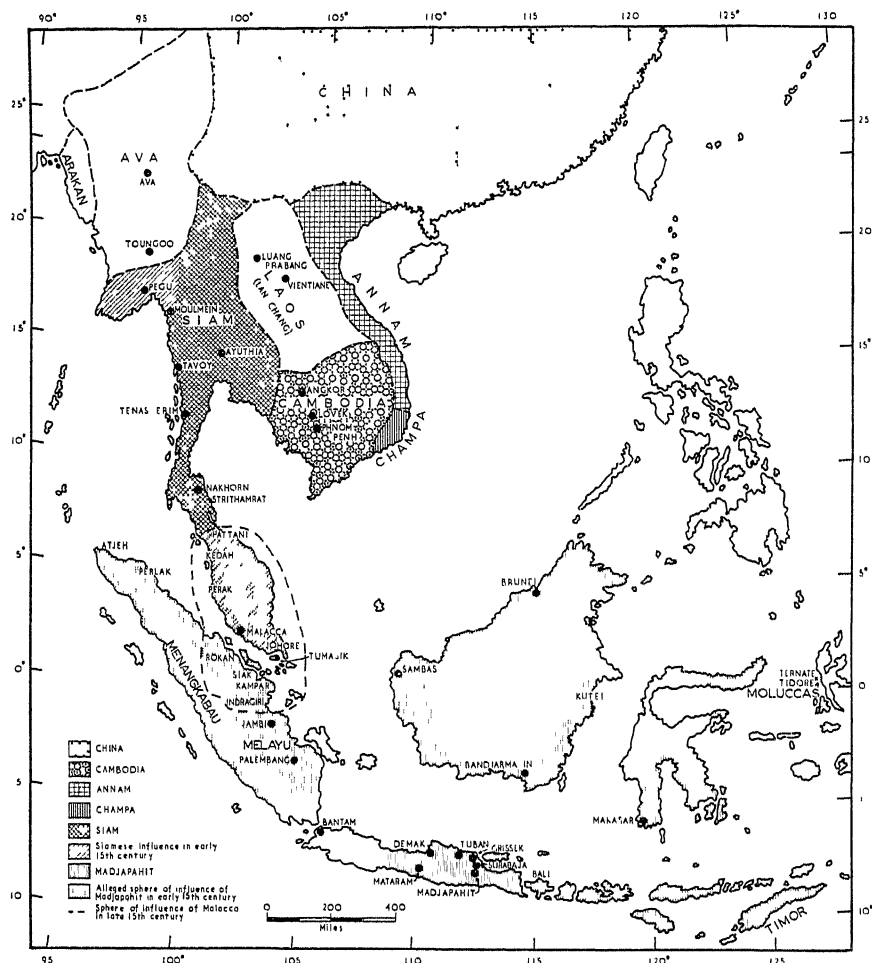 90° 95° 100° 105° 110° 115° 120° 125° 130
25°
20°
15°
10°
5°
0°
5
10
25
20
15°
10
5°
0
10°
CHINA
ARAKAN
AVA
AVA
TOUNGOO
PEGU
MOULMEIN
SIAM
AYUTHIA
TAVOY
TENAS ERIM
LUANG
PRABANG
VIENTIANE
LAOS
(LAN CHANG)
ANNAM
ANGKOR
CAMBODIA
LOVEK
PHNOM
PENH
CHAMPA
NAKHORN
STRITHAMRAT
PATTANI
KEDAH
PERAK
MALACCA
JOHORE
TUMASIK
ATJEH
PERLAK
MENANGKABAU
ROKAN
SIAK
KAMPAR
INDRAGIRI
JAMBI
MELAYU
PALEMBANG
BRUNEI
SAMBAS
KUTEI
BANDJARMA IN
TERNATE
TIDORE
MOLUCCAS
MAKASAR
BANTAM
DEMAK
TUBAN
GRISSEK
SURABAJA
MATARAM
MADJAPAHIT
BALI
TIMOR
CHINA
CAMBODIA
ANNAM
CHAMPA
SIAM
Siamese influence in early
15th century
MADJAPAHIT
Alleged sphere of influence of
Madjaphit in early 15th century
Sphere of influence of Malacca
in late 15th century
0 200 400
Miles
95° 100° 105 110 115 120° 125